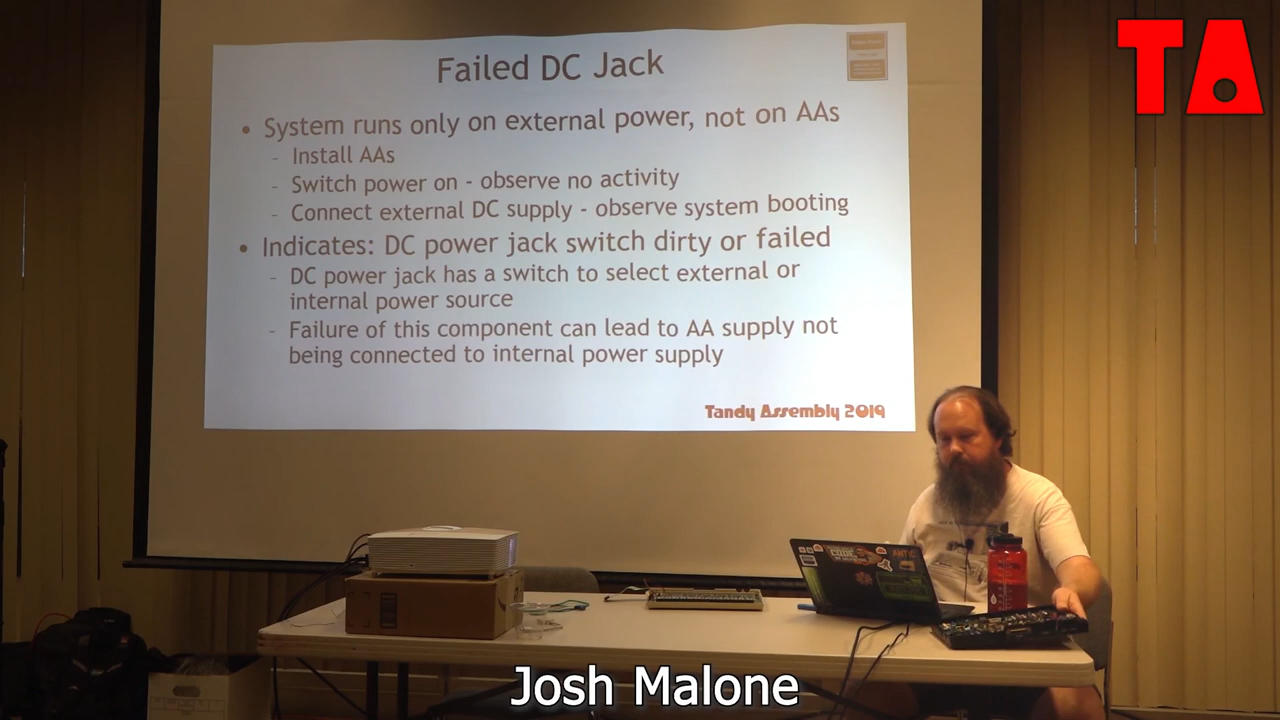 TA
Failed DC Jack
• System runs only on external power, not on AAs
- Install AAs
- Switch power on - observe no activity
- Connect external DC supply - observe system booting
• Indicates: DC power jack switch dirty or failed
- DC power jack has a switch to select external or
internal power source
- Failure of this component can lead to AA supply not
being connected to internal power supply
Tandy Assembly 2019
CODE
ANTIC
Josh Malone